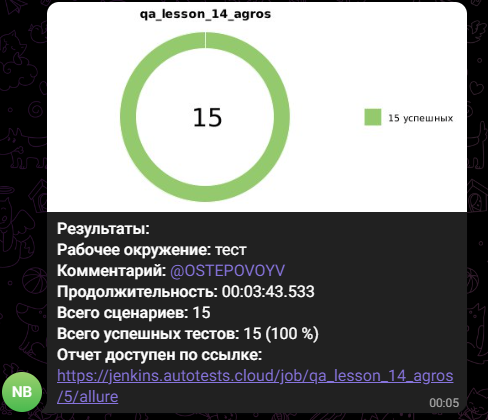 qa_lesson_14_agros
15
15 успешных
Результаты:
Рабочее окружение: тест
Комментарий: @OSTEPOVOYV
Продолжительность: 00:03:43.533
Всего сценариев: 15
Всего успешных тестов: 15 (100 %)
Отчет доступен по ссылке:
https://jenkins.autotests.cloud/job/qa_lesson_14_agros
/5/allure
NB
00:05